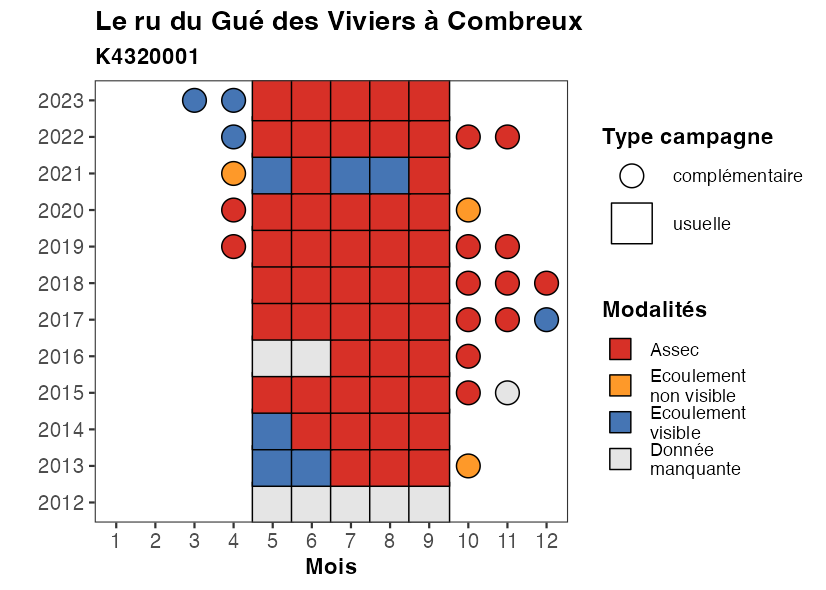 Le ru du Gué des Viviers à Combreux
K4320001
2023
2022
2021
2020
2019
2018
2017
2016
2015
2014
2013
2012
1 2 3 4 5 6 7 8 9 10 11 12
Mois
Type campagne
complémentaire
usuelle
Modalités
Assec
Ecoulement
non visible
Ecoulement
visible
Donnée
manquante